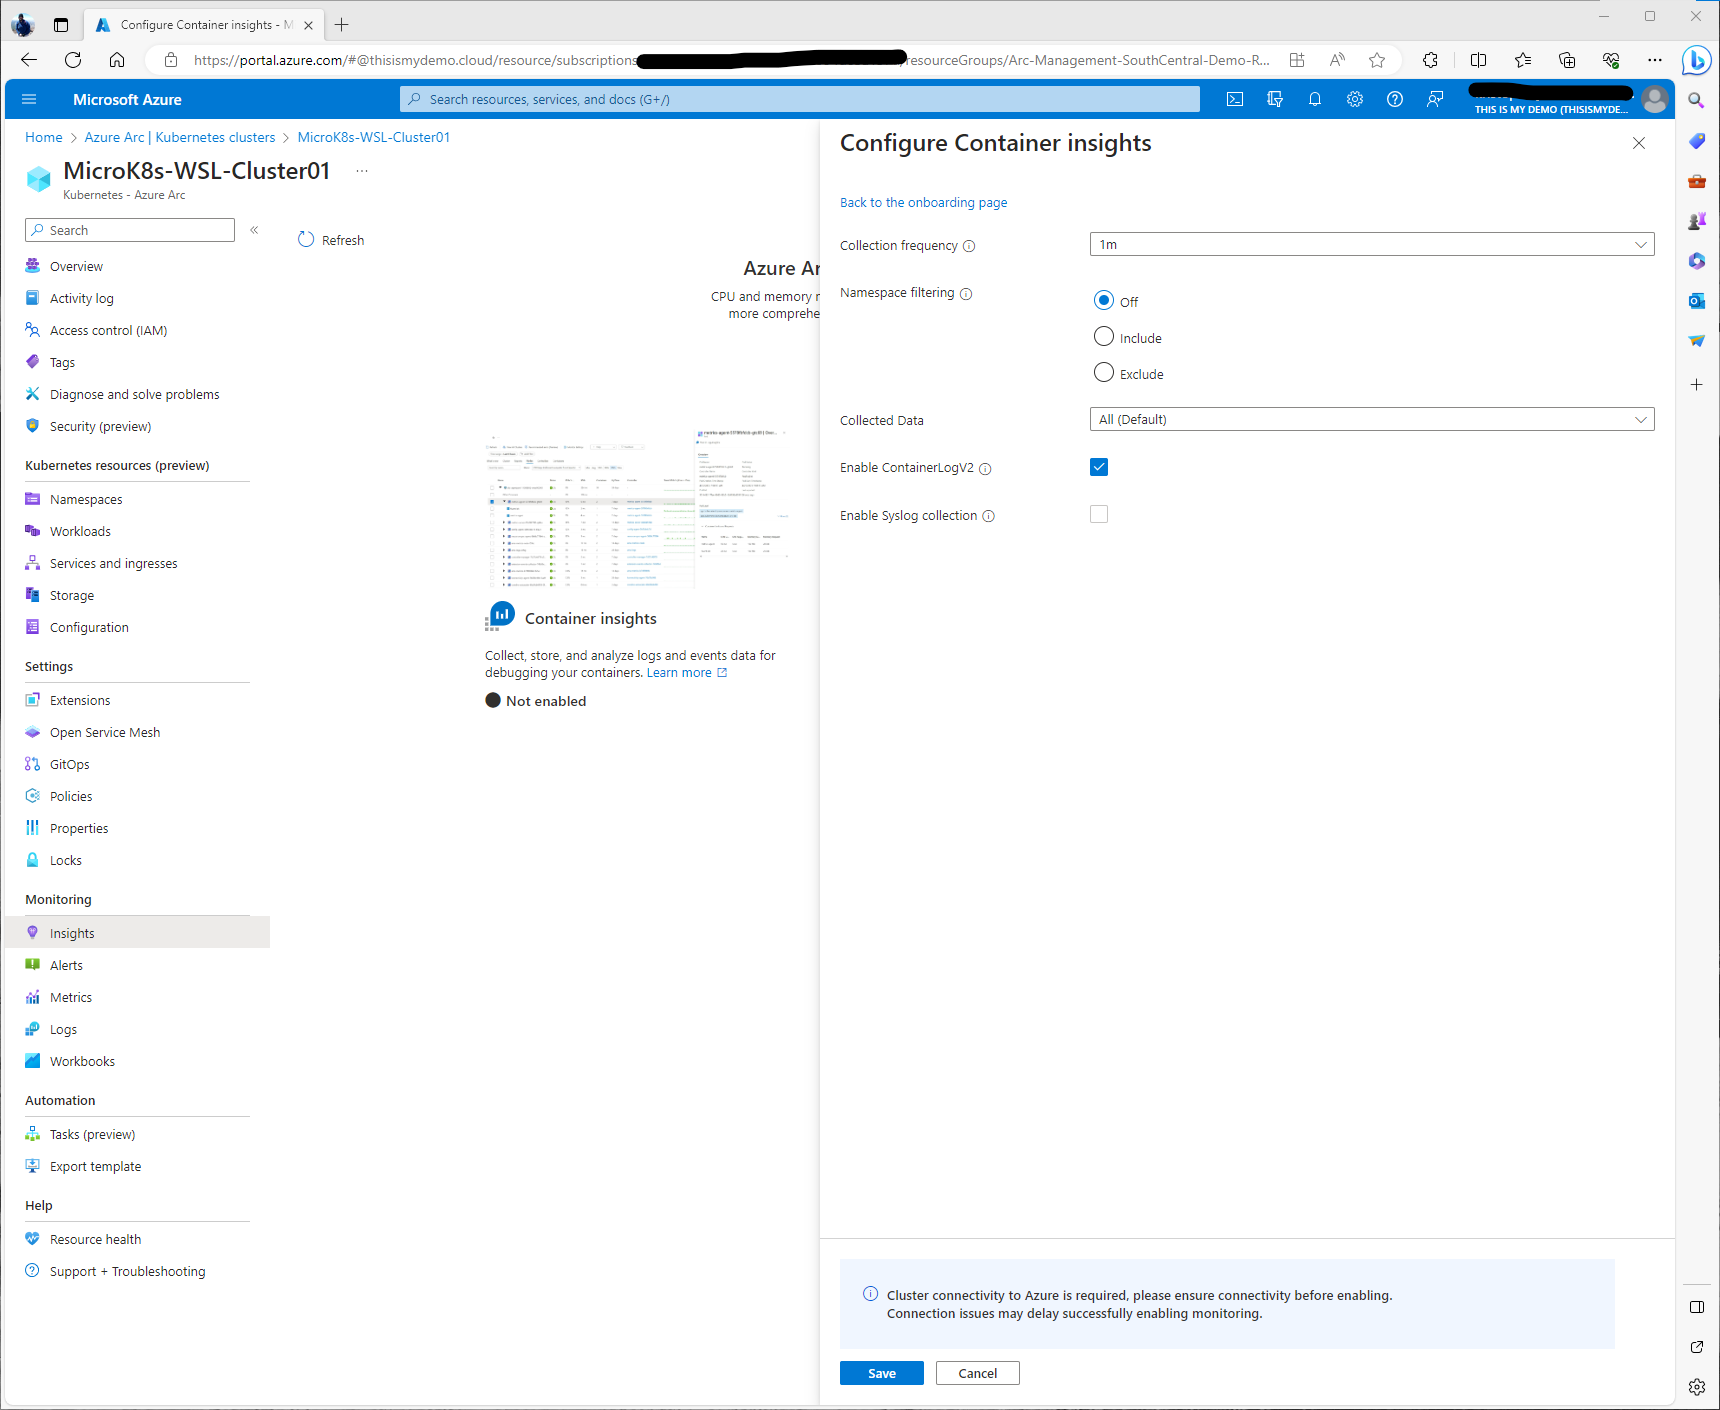 Configure Container insights - M
https://portal.azure.com/#@thisismydemo.cloud/resource/subscriptions
resourceGroups/Arc-Management-SouthCentral-Demo-R...
Microsoft Azure
Search resources, services, and docs (G+/)
THIS IS MY DEMO (THISISMYDE...
Home > Azure Arc | Kubernetes clusters > MicroK8s-WSL-Cluster01
MicroK8s-WSL-Cluster01 ...
Kubernetes - Azure Arc
Search
«
Refresh
Overview
Activity log
Access control (IAM)
Tags
Diagnose and solve problems
Security (preview)
Kubernetes resources (preview)
Namespaces
Workloads
Services and ingresses
Storage
Configuration
Settings
Extensions
Open Service Mesh
GitOps
Policies
Properties
Locks
Monitoring
Insights
Alerts
Metrics
Logs
Workbooks
Automation
Tasks (preview)
Export template
Help
Resource health
Support + Troubleshooting
Azure Ar
CPU and memory
more comprehe
Container insights
Collect, store, and analyze logs and events data for
debugging your containers. Learn more
Not enabled
Configure Container insights
Back to the onboarding page
Collection frequency
1m
Namespace filtering
Off
Include
Exclude
Collected Data
All (Default)
Enable ContainerLogV2
Enable Syslog collection
Cluster connectivity to Azure is required, please ensure connectivity before enabling.
Connection issues may delay successfully enabling monitoring.
Save
Cancel